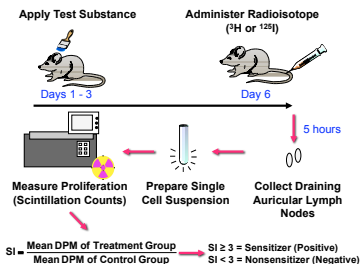 Apply Test Substance
Administer Radioisotope
(³H or ¹²⁵I)
Days 1 - 3
Day 6
5 hours
Measure Proliferation
(Scintillation Counts)
Prepare Single
Cell Suspension
Collect Draining
Auricular Lymph
Nodes
SI = Mean DPM of Treatment Group
Mean DPM of Control Group
SI ≥ 3 = Sensitizer (Positive)
SI < 3 = Nonsensitizer (Negative)